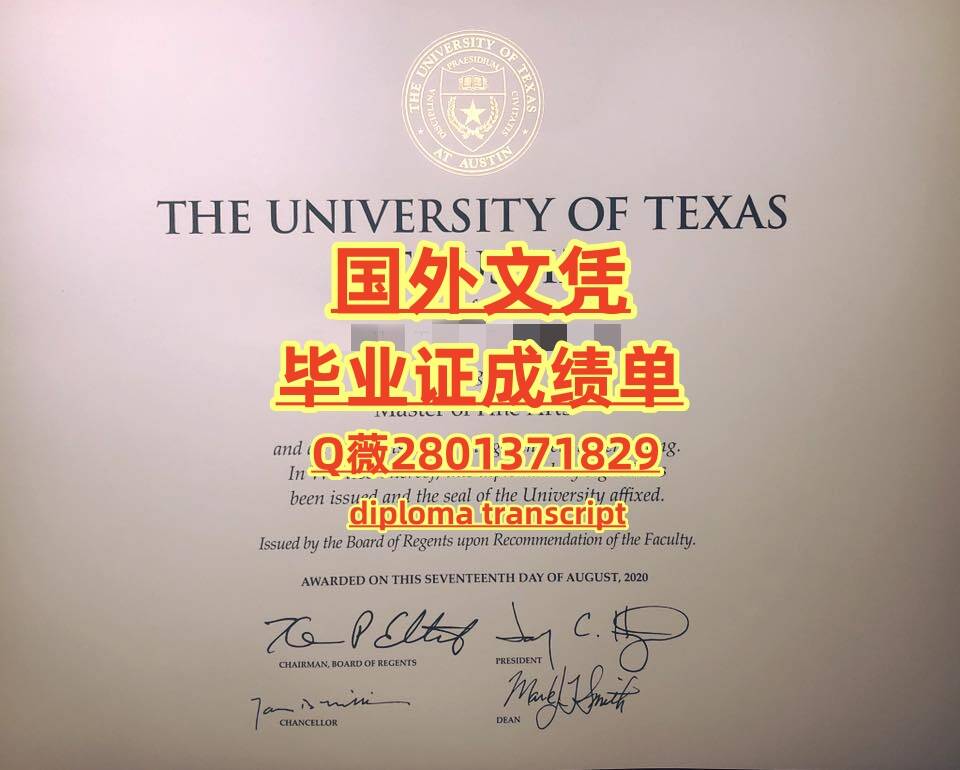 THE UNIVERSITY OF TEXAS
AT AUSTIN
PRAESIDIUM
DISCIPLINA
CIVITATIS
THE UNIVERSITY OF TEXAS
国外文凭
毕业证成绩单
Master of Fine Arts
Q薇2801371829
and
In
been issued and the seal of the University affixed.
diploma transcript
Issued by the Board of Regents upon Recommendation of the Faculty.
AWARDED ON THIS SEVENTEENTH DAY OF AUGUST, 2020
CHAIRMAN, BOARD OF REGENTS
PRESIDENT
CHANCELLOR
DEAN